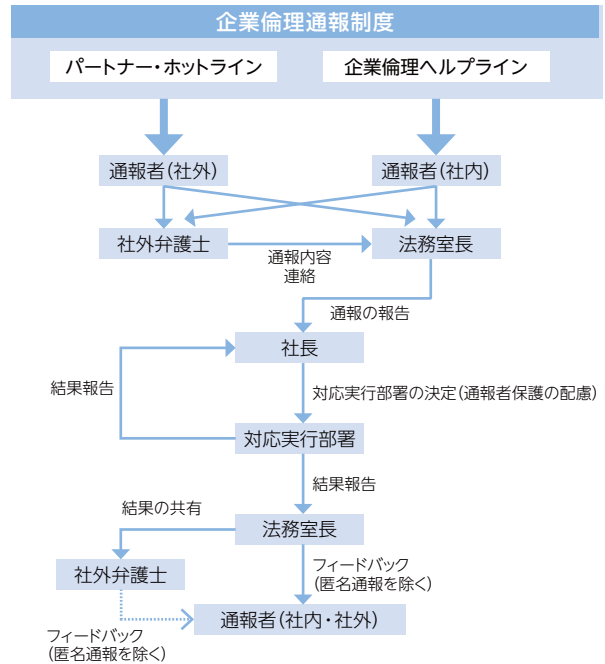 企業倫理通報制度
パートナー・ホットライン
企業倫理ヘルプライン
通報者(社外)
通報者(社内)
社外弁護士
通報内容
連絡
法務室長
通報の報告
社長
結果報告
対応実行部署の決定(通報者保護の配慮)
対応実行部署
結果報告
結果の共有
法務室長
社外弁護士
フィードバック
(匿名通報を除く)
通報者(社内・社外)
フィードバック
(匿名通報を除く)